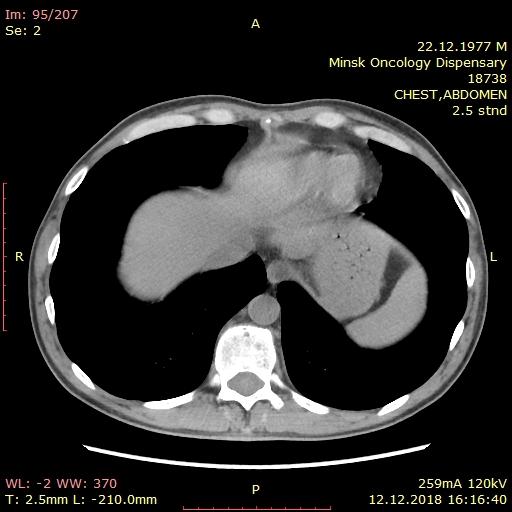 Im: 95/207
Se: 2
A
22.12.1977 M
Minsk Oncology Dispensary
18738
CHEST,ABDOMEN
2.5 stnd
R
L
WL: -2 WW: 370
T: 2.5mm L: -210.0mm
P
259mA 120kV
12.12.2018 16:16:40